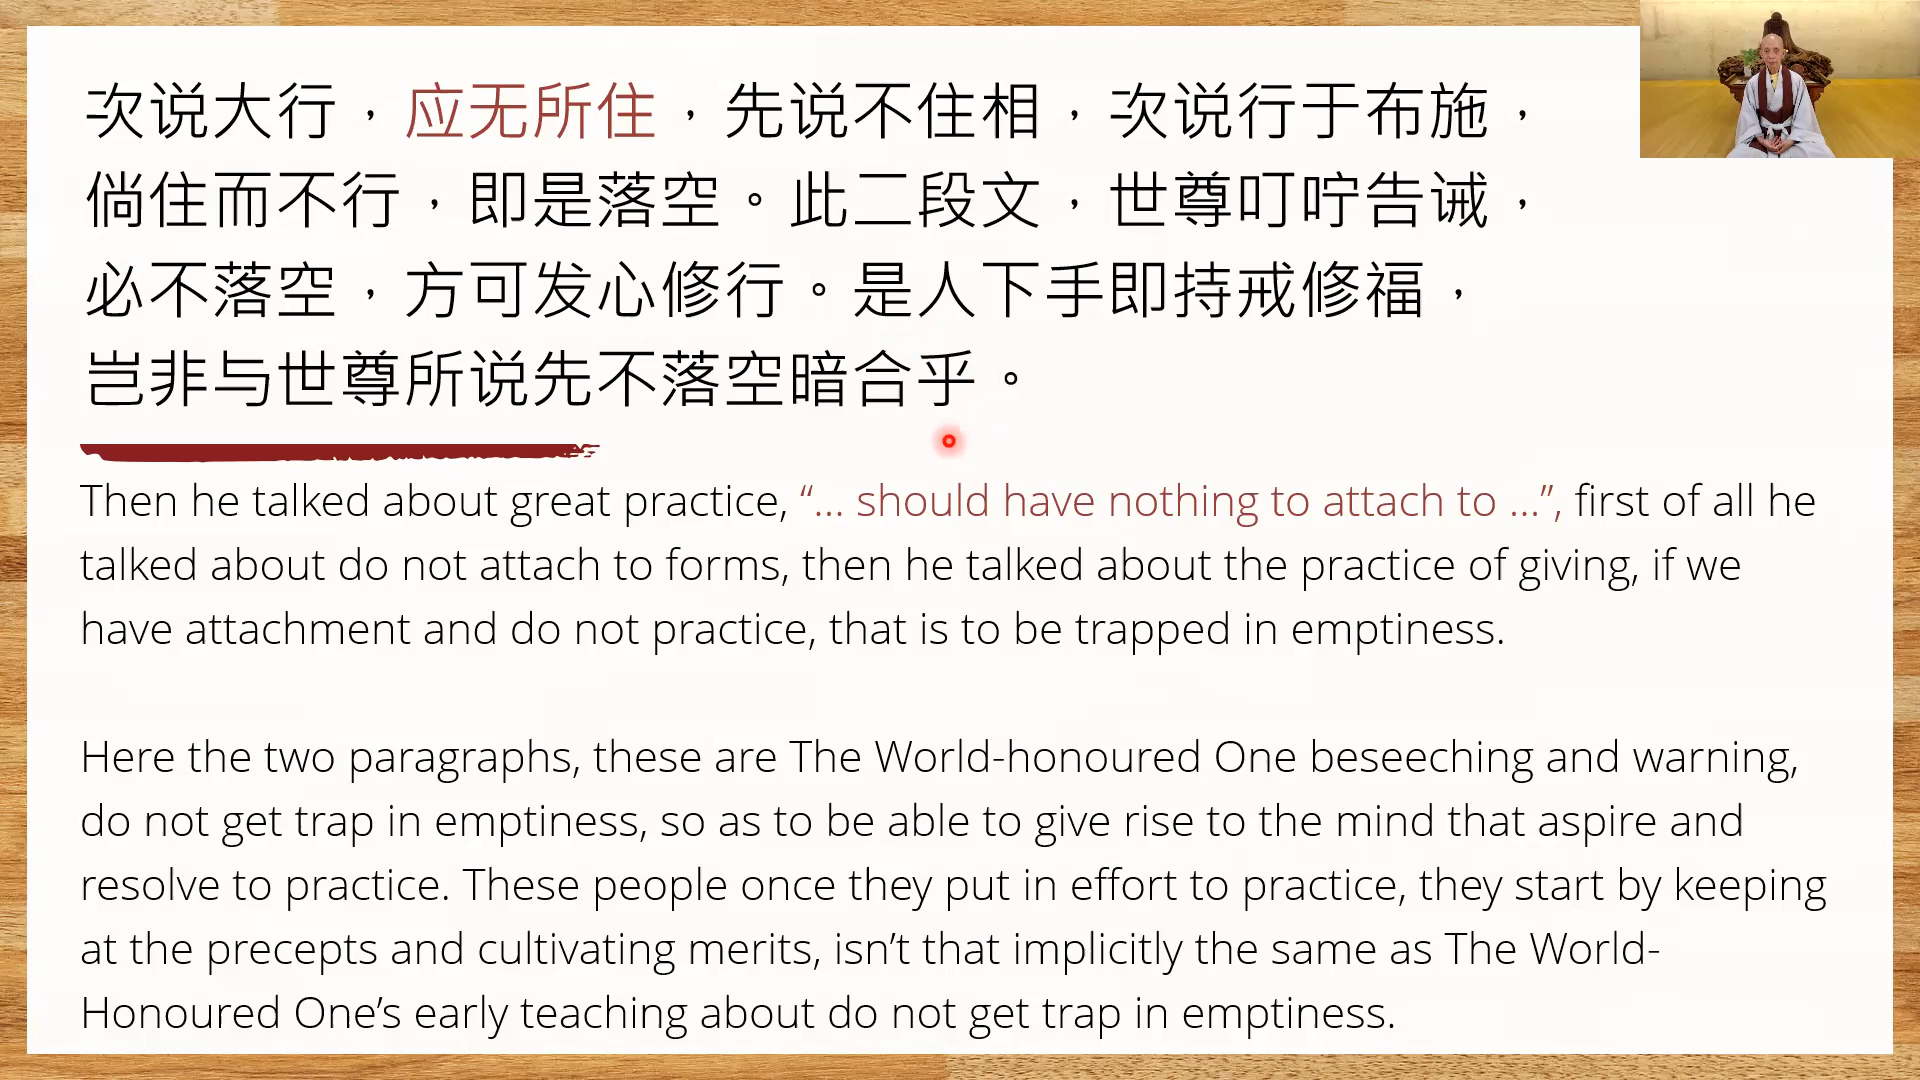 次说大行，应无所住，先说不住相，次说行于布施，
倘住而不行，即是落空。此二段文，世尊叮咛告诫，
必不落空，方可发心修行。是人下手即持戒修福，
岂非与世尊所说先不落空暗合乎。
Then he talked about great practice, “... should have nothing to attach to ...”, first of all he
talked about do not attach to forms, then he talked about the practice of giving, if we
have attachment and do not practice, that is to be trapped in emptiness.
Here the two paragraphs, these are The World-honoured One beseeching and warning,
do not get trap in emptiness, so as to be able to give rise to the mind that aspire and
resolve to practice. These people once they put in effort to practice, they start by keeping
at the precepts and cultivating merits, isn’t that implicitly the same as The World-
Honoured One’s early teaching about do not get trap in emptiness.